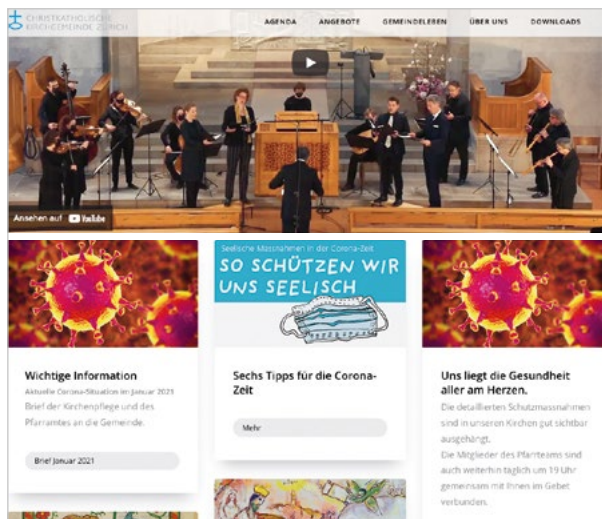 CHRISTKATHOLISCHE
KIRCHGEMEINDE ZÜRICH
AGENDA ANGEBOTE GEMEINDELEBEN ÜBER UNS DOWNLOADS
Ansehen auf YouTube
Wichtige Information
Aktuelle Corona-Situation im Januar 2021
Brief der Kirchenpflege und des
Pfarramtes an die Gemeinde.
Brief Januar 2021
Seelische Massnahmen in der Corona-Zeit
SO SCHÜTZEN WIR
UNS SEELISCH
Sechs Tipps für die Corona-
Zeit
Mehr
Uns liegt die Gesundheit
aller am Herzen.
Die detaillierten Schutzmassnahmen
sind in unseren Kirchen gut sichtbar
ausgehängt.
Die Mitglieder des Pfarrteams sind
auch weiterhin täglich um 19 Uhr
gemeinsam mit Ihnen im Gebet
verbunden.